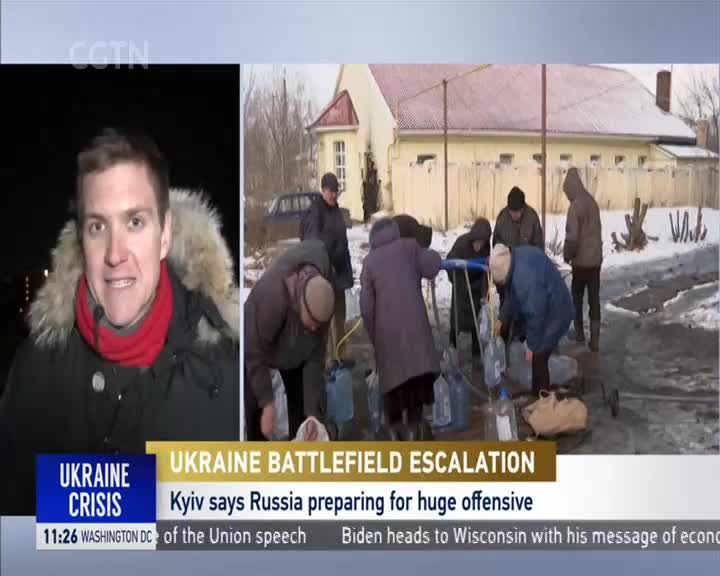 CGTN
UKRAINE BATTLEFIELD ESCALATION
UKRAINE
CRISIS
Kyiv says Russia preparing for huge offensive
11:26 WASHINGTON DC
e of the Union speech Biden heads to Wisconsin with his message of econo